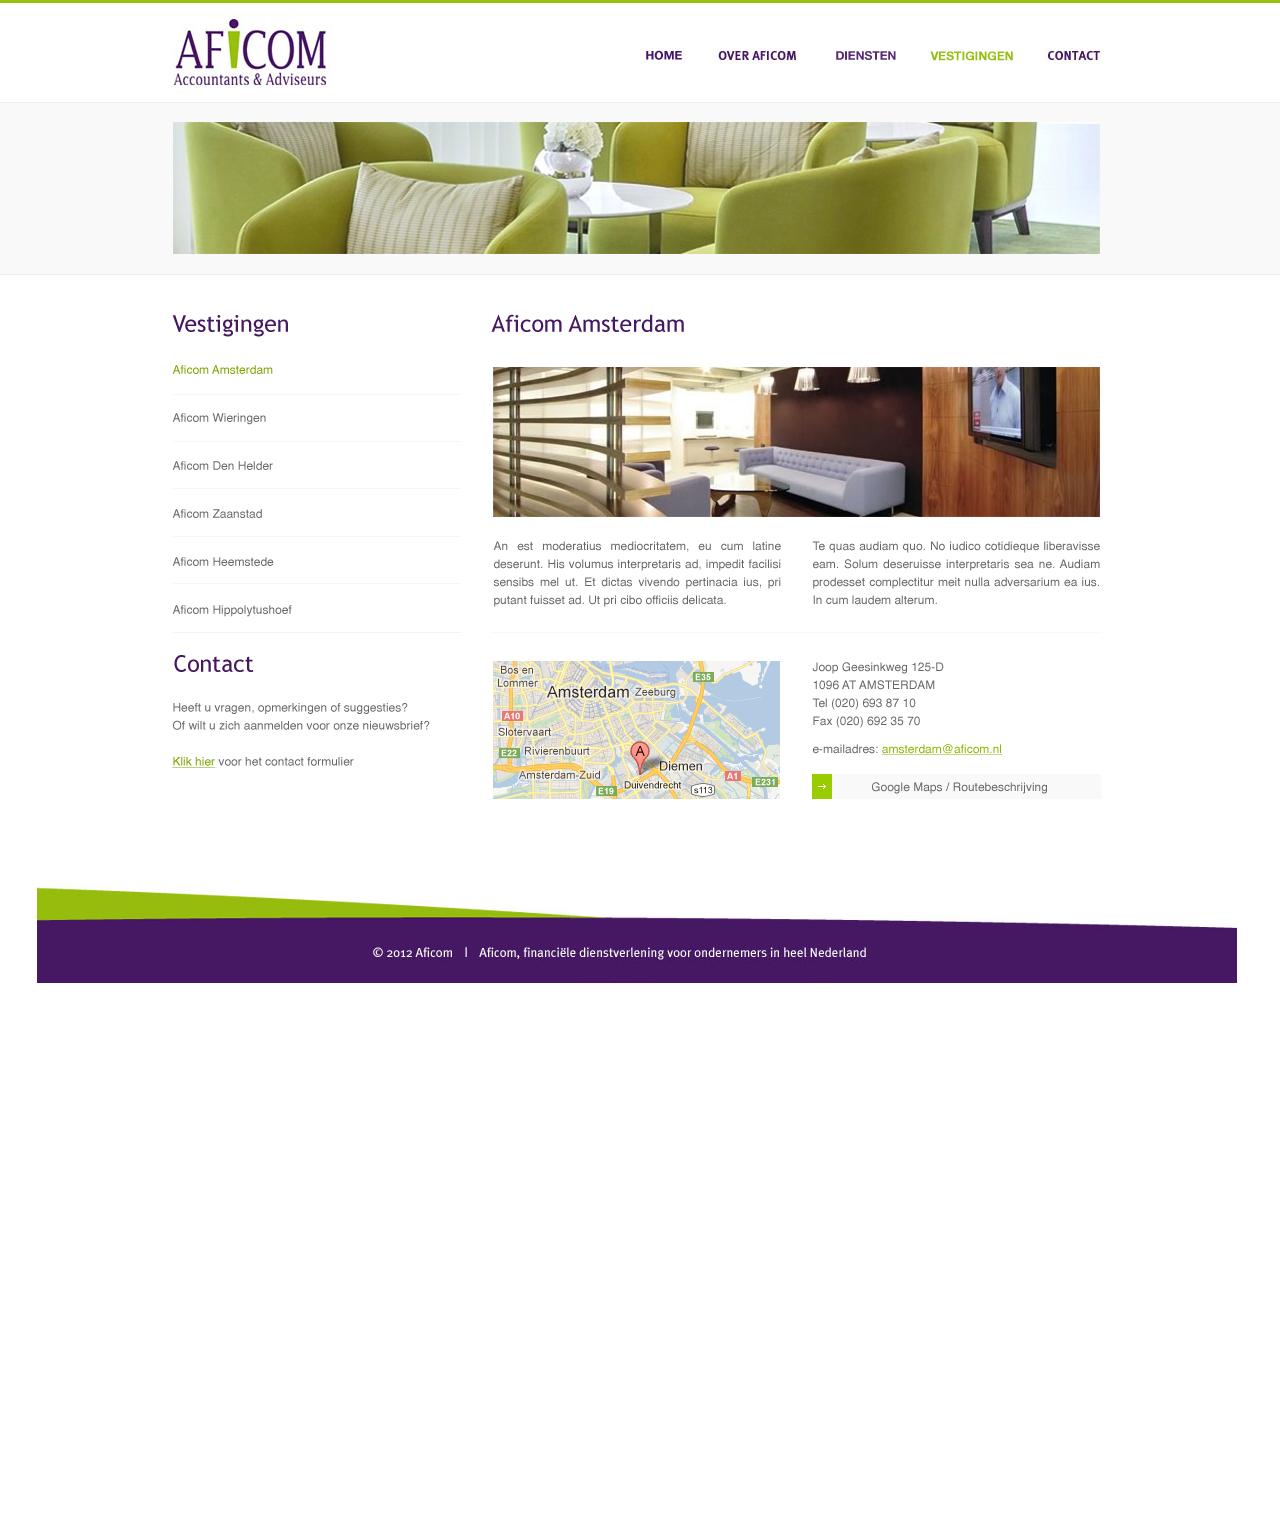 AFiCOM
Accountants & Adviseurs
HOME
OVER AFICOM
DIENSTEN
VESTIGINGEN
CONTACT
Vestigingen
Aficom Amsterdam
Aficom Wieringen
Aficom Den Helder
Aficom Zaanstad
Aficom Heemstede
Aficom Hippolytushoef
Contact
Heeft u vragen, opmerkingen of suggesties?
Of wilt u zich aanmelden voor onze nieuwsbrief?
Klik hier voor het contact formulier
Aficom Amsterdam
An est moderatius mediocritatem, eu cum latine
deserunt. His volumus interpretaris ad, impedit facilisi
sensibs mel ut. Et dictas vivendo pertinacia ius, pri
putant fuisset ad. Ut pri cibo officiis delicata.
Te quas audiam quo. No iudico cotidieque liberavisse
eam. Solum deseruisse interpretaris sea ne. Audiam
prodesset complectitur meit nulla adversarium ea ius.
In cum laudem alterum.
Bos en
Lommer
E35
Amsterdam
Zeeburg
A10
Slotervaart
E22
Rivierenbuurt
A
Diemen
Amsterdam-Zuid
A1
E231
Duivendrecht
E19
s113
Joop Geesinkweg 125-D
1096 AT AMSTERDAM
Tel (020) 693 87 10
Fax (020) 692 35 70
e-mailadres: amsterdam@aficom.nl
Google Maps / Routebeschrijving
© 2012 Aficom | Aficom, financiële dienstverlening voor ondernemers in heel Nederland